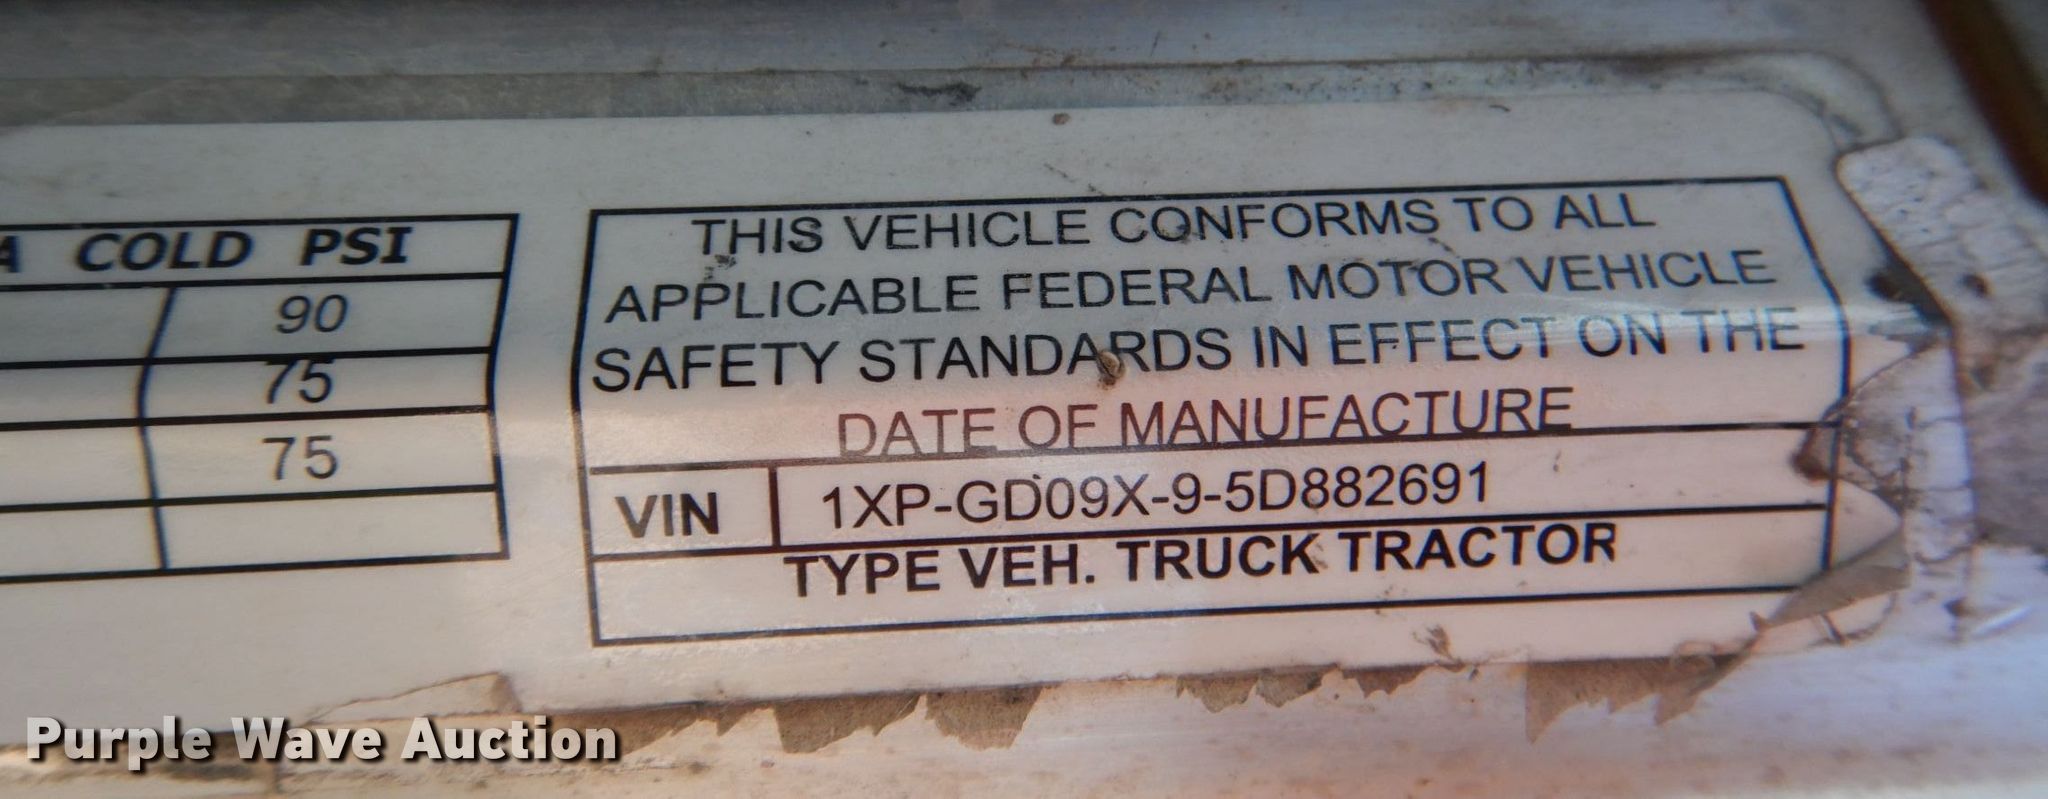 A COLD PSI
90
75
75
THIS VEHICLE CONFORMS TO ALL
APPLICABLE FEDERAL MOTOR VEHICLE
SAFETY STANDARDS IN EFFECT ON THE
DATE OF MANUFACTURE
VIN 1XP-GD09X-9-5D882691
TYPE VEH. TRUCK TRACTOR
Purple Wave Auction